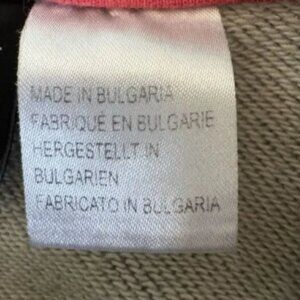 MADE IN BULGARIA
FABRIQUÉ EN BULGARIE
HERGESTELLT IN
BULGARIEN
FABRICATO IN BULGARIA